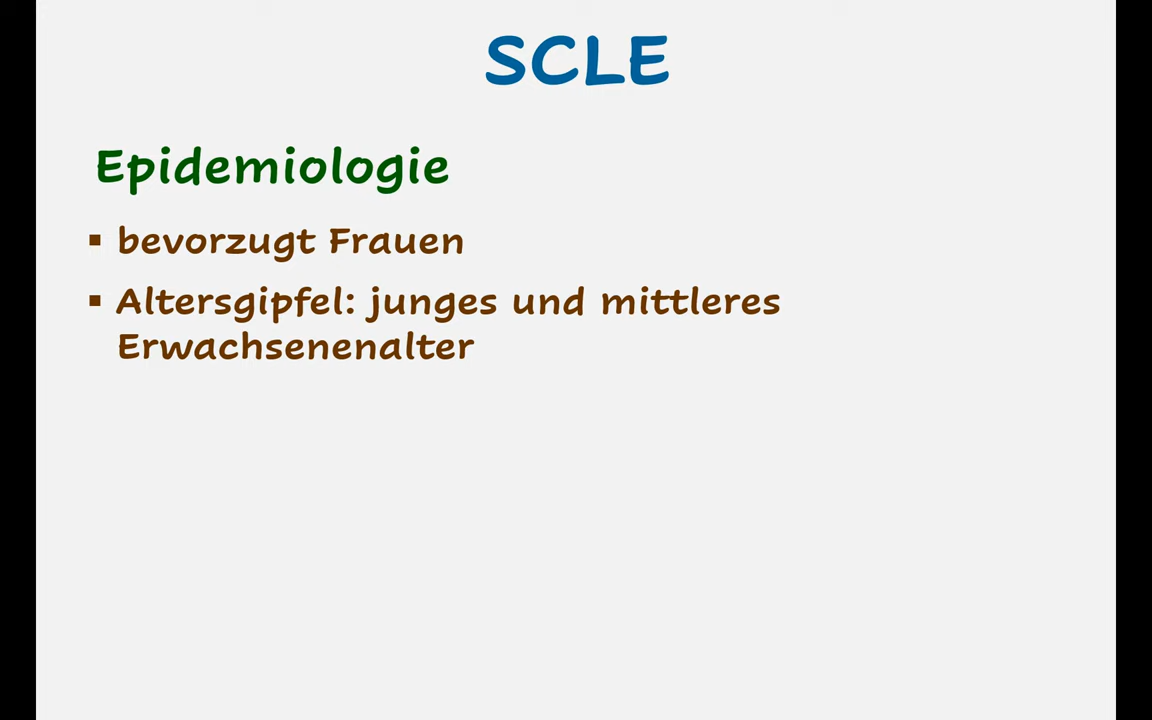 SCLE
Epidemiologie
▪ bevorzugt Frauen
▪ Altersgipfel: junges und mittleres
Erwachsenenalter